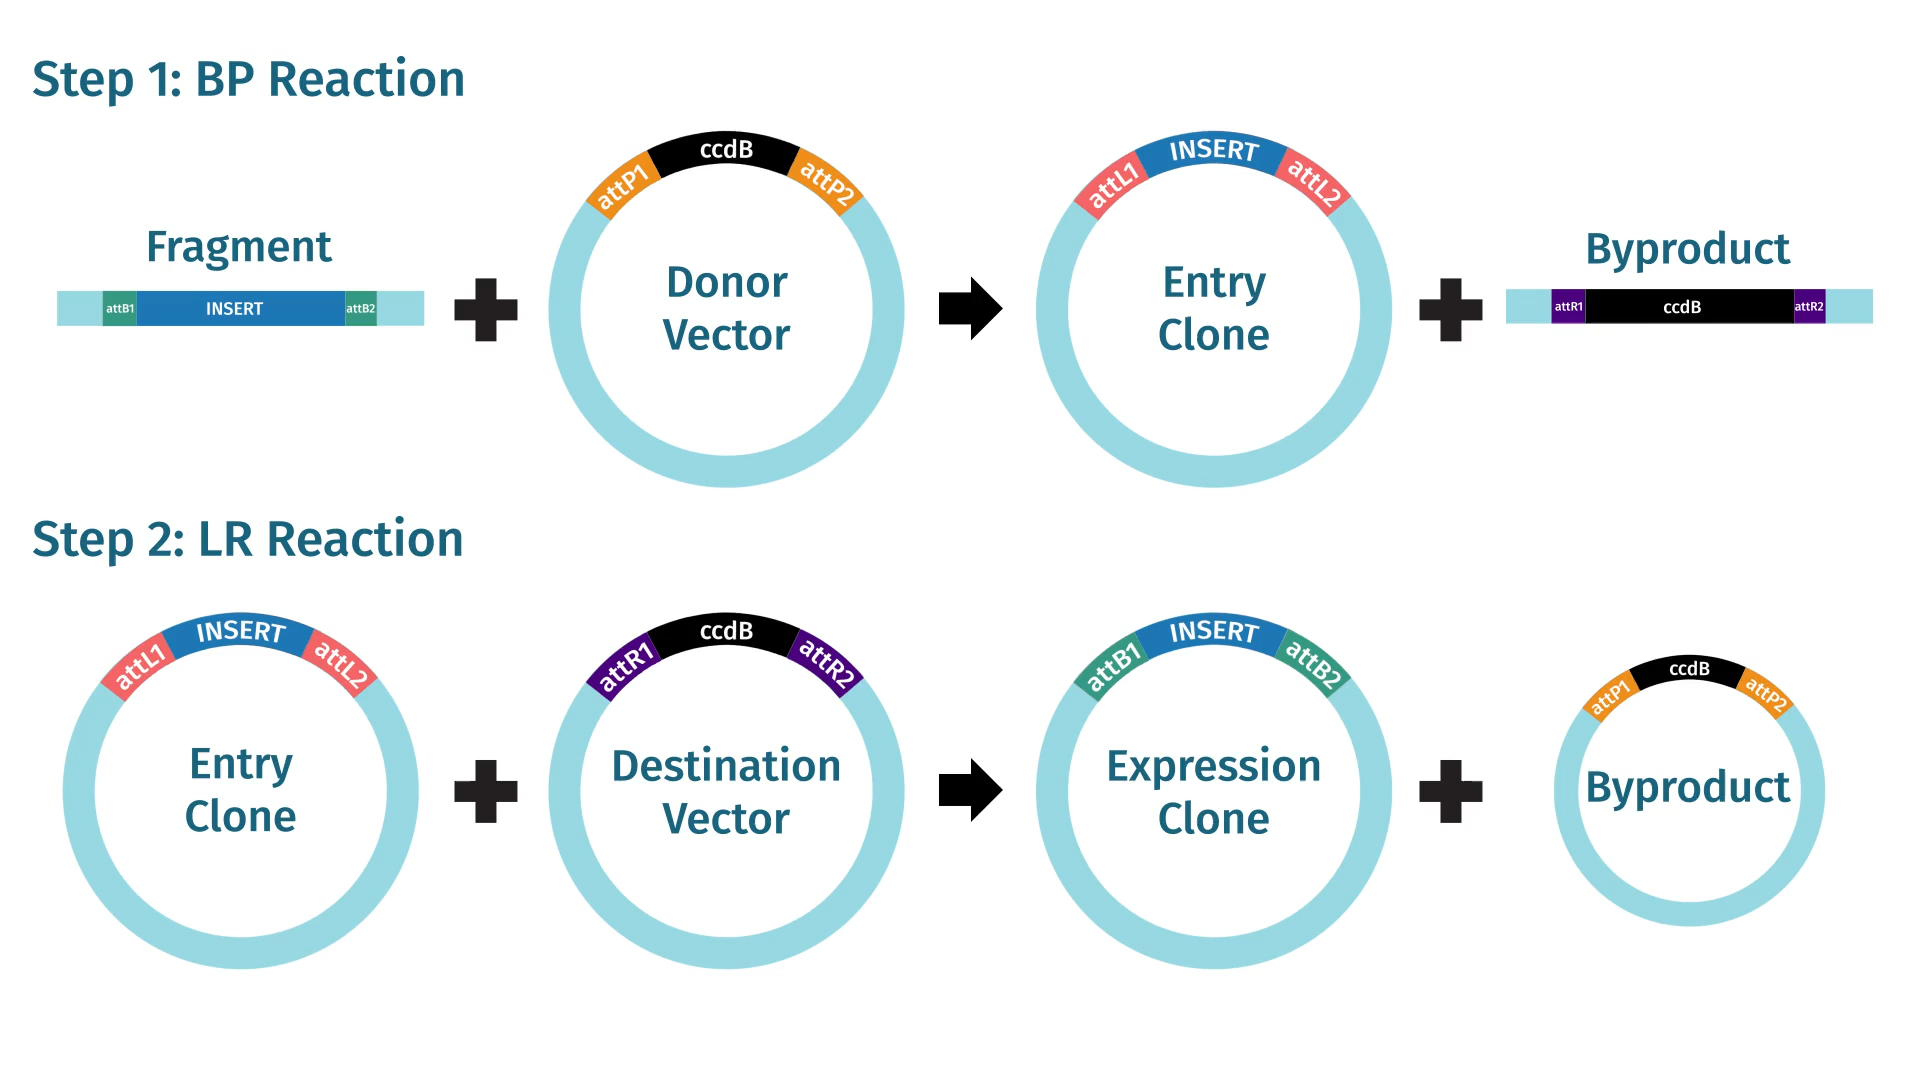 Step 1: BP Reaction
Fragment
attB1 INSERT attB2
attP1 ccdB attP2
Donor
Vector
attL1 INSERT attL2
Entry
Clone
Byproduct
attR1 ccdB attR2
Step 2: LR Reaction
attL1 INSERT attL2
Entry
Clone
attR1 ccdB attR2
Destination
Vector
attB1 INSERT attB2
Expression
Clone
attP1 ccdB attP2
Byproduct